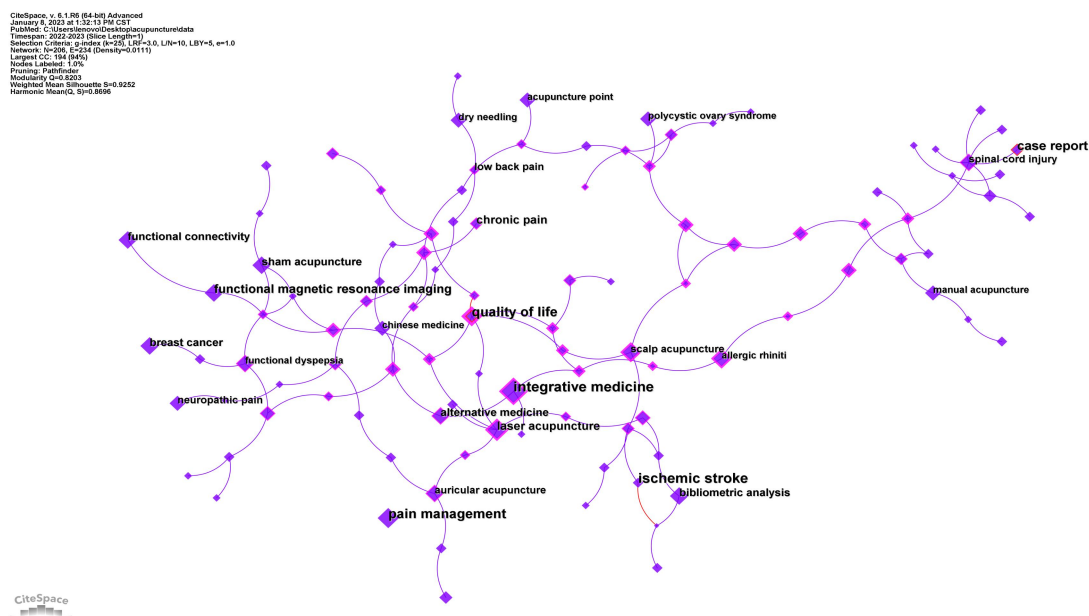 CiteSpace, v. 6.1.R6 (64-bit) Advanced
January 8, 2023 at 1:32:13 PM CST
PubMed: C:\Users\lenovo\Desktop\acupuncture\data
Timespan: 2022-2023 (Slice Length=1)
Selection Criteria: g-index (k=25), LRF=3.0, L/N=10, LBY=5, e=1.0
Network: N=206, E=234 (Density=0.0111)
Largest CC: 194 (94%)
Nodes Labeled: 1.0%
Pruning: Pathfinder
Modularity Q=0.8203
Weighted Mean Silhouette S=0.9252
Harmonic Mean(Q, S)=0.8696
acupuncture point
dry needling
polycystic ovary syndrome
case report
spinal cord injury
low back pain
chronic pain
functional connectivity
sham acupuncture
functional magnetic resonance imaging
manual acupuncture
quality of life
chinese medicine
breast cancer
scalp acupuncture
allergic rhiniti
functional dyspepsia
integrative medicine
neuropathic pain
alternative medicine
laser acupuncture
ischemic stroke
auricular acupuncture
bibliometric analysis
pain management
CiteSpace